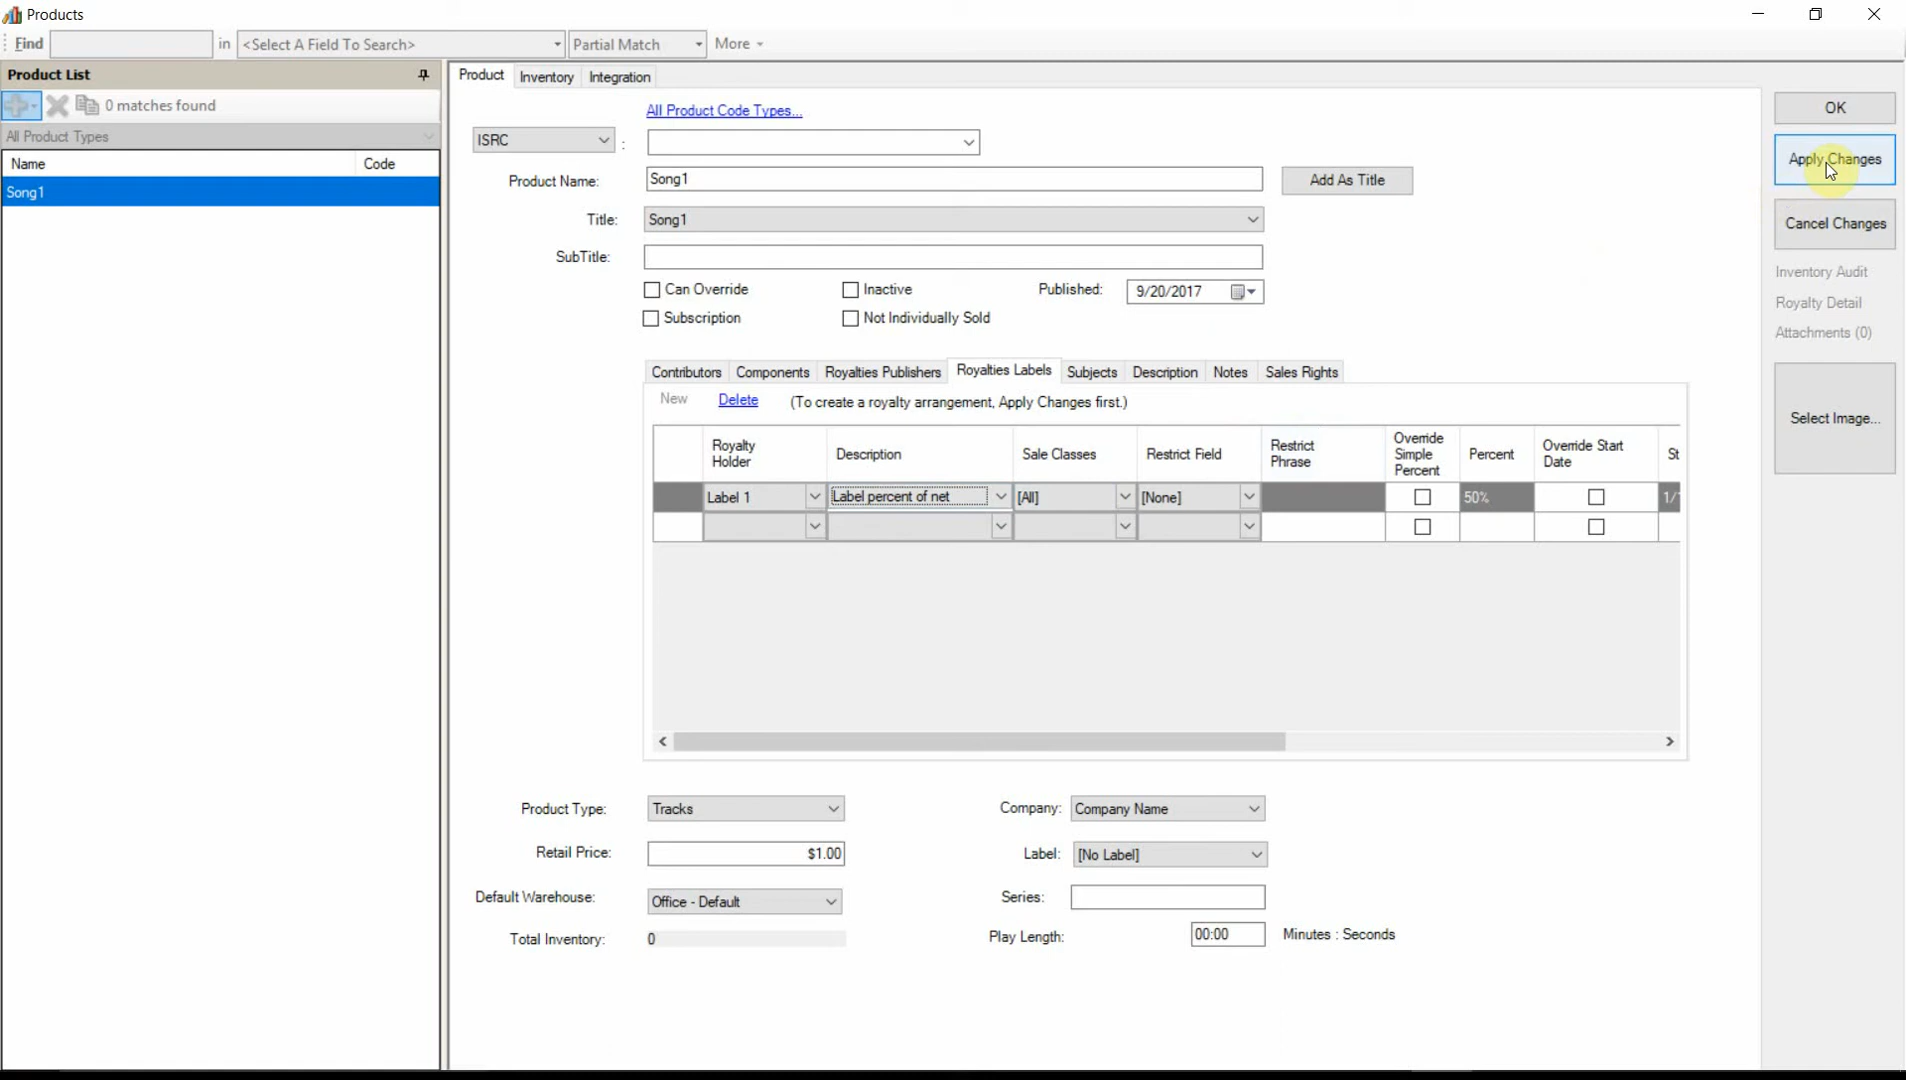 Products
Find in <Select A Field To Search> Partial Match More
Product List
0 matches found
All Product Types
Name Code
Song1
Product Inventory Integration
All Product Code Types...
ISRC :
Product Name: Song1 Add As Title
Title: Song1
SubTitle:
Can Override Inactive Published: 9/20/2017
Subscription Not Individually Sold
Contributors Components Royalties Publishers Royalties Labels Subjects Description Notes Sales Rights
New Delete (To create a royalty arrangement, Apply Changes first.)
Royalty Holder Description Sale Classes Restrict Field Restrict Phrase Override Simple Percent Percent Override Start Date St
Label 1 Label percent of net [All] [None] 50% 1/
Product Type: Tracks Company: Company Name
Retail Price: $1.00 Label: [No Label]
Default Warehouse: Office - Default Series:
Total Inventory: 0 Play Length: 00:00 Minutes : Seconds
OK
Apply Changes
Cancel Changes
Inventory Audit
Royalty Detail
Attachments (0)
Select Image...